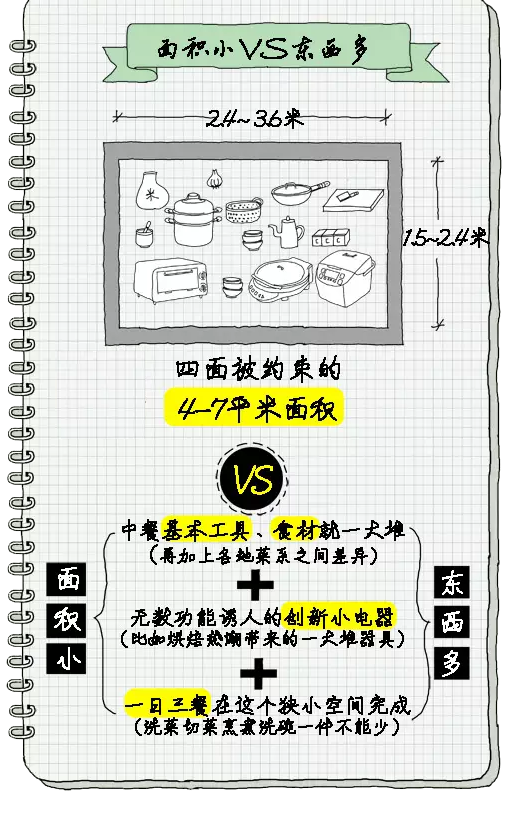 面积小VS东西多
2.4~3.6米
米
1.5~2.4米
四面被约束的
4-7平米面积
VS
中餐基本工具、食材就一大堆
(再加上各地菜系之间差异)
+
无数功能诱人的创新小电器
(比如烘焙热潮带来的一大堆器具)
+
一日三餐在这个狭小空间完成
(洗菜切菜烹煮洗碗一件不能少)
面积小
东西多